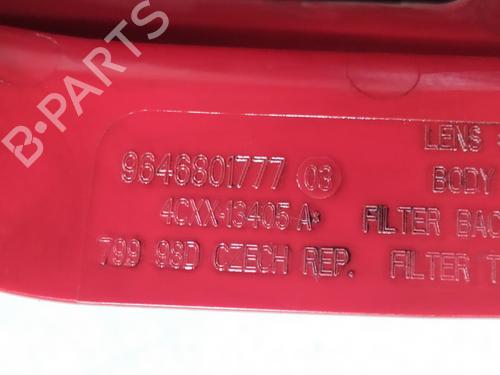 B-PARTS
9646801777 03
4CXX-13405 A
799 98D CZECH REP.
LENS
BODY
FILTER BAC
FILTER T